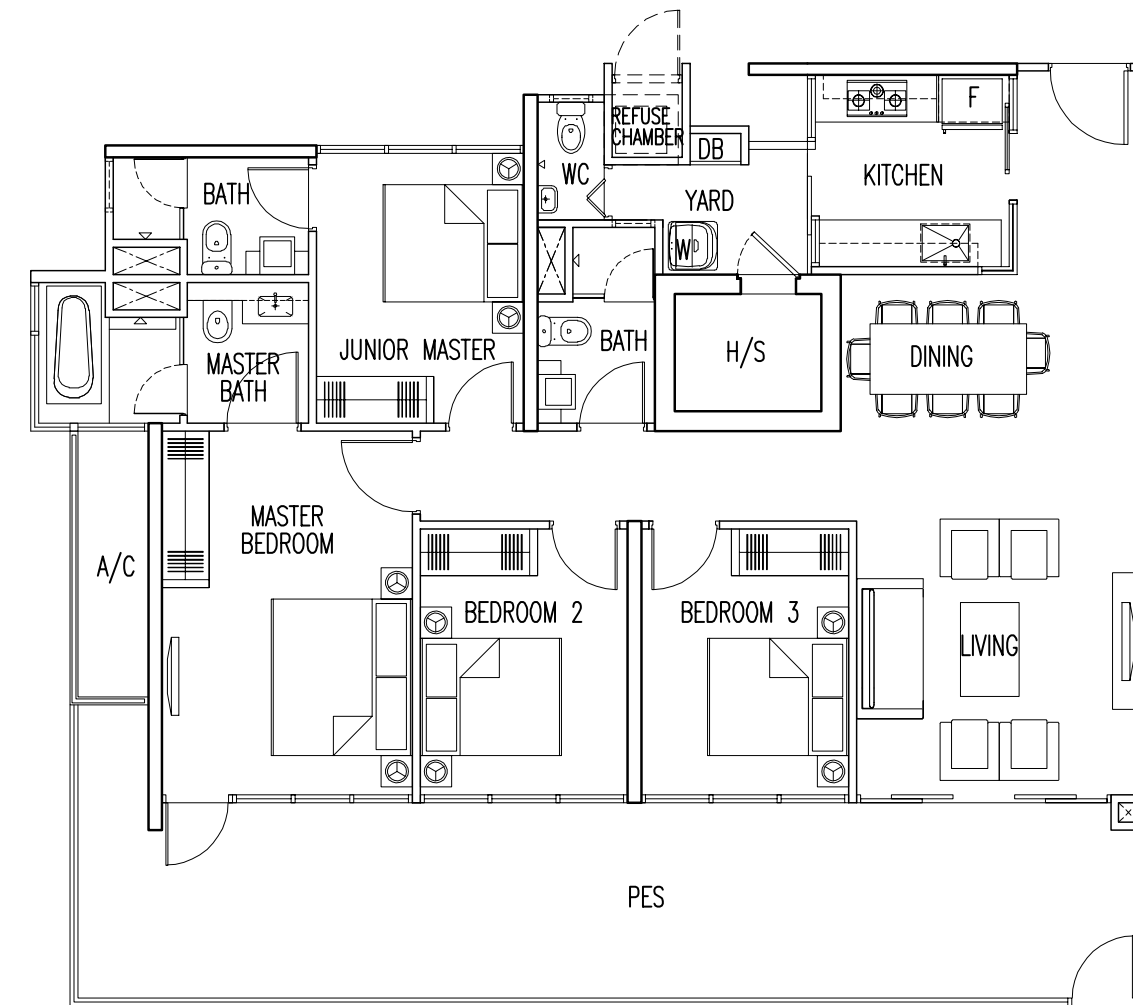 REFUSE
CHAMBER
F
DB
WC
KITCHEN
BATH
YARD
W
D
JUNIOR MASTER
BATH
H/S
DINING
MASTER
BATH
MASTER
BEDROOM
A/C
BEDROOM 2
BEDROOM 3
LIVING
PES